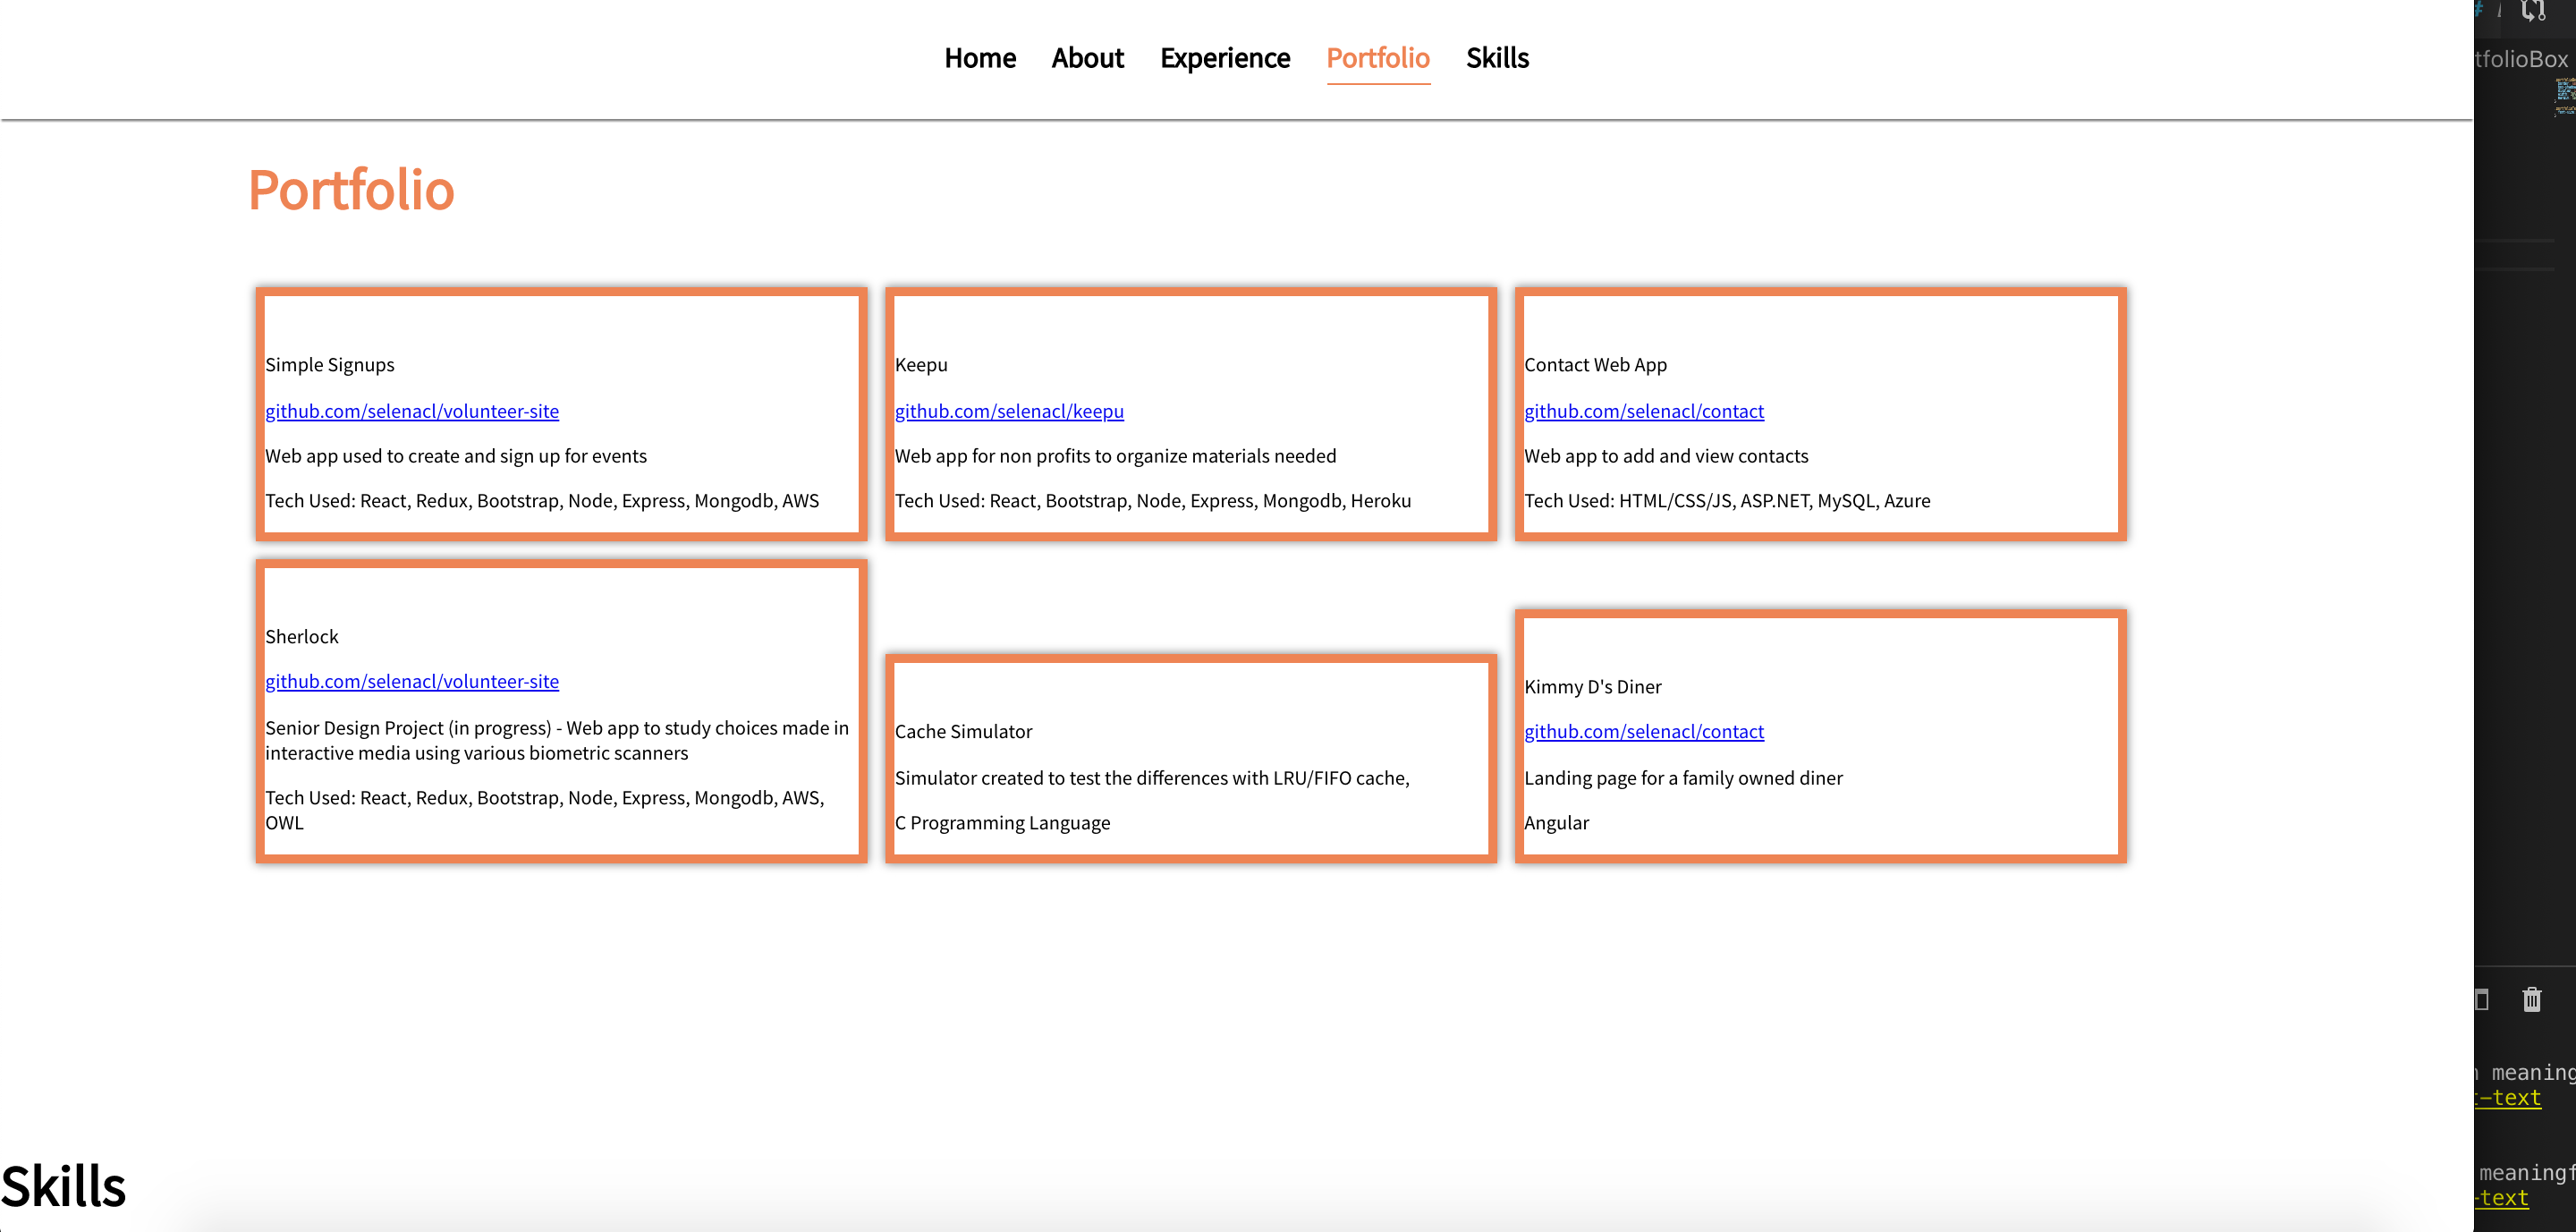 Home About Experience Portfolio Skills
tfolioBox
Portfolio
Simple Signups
github.com/selenacl/volunteer-site
Web app used to create and sign up for events
Tech Used: React, Redux, Bootstrap, Node, Express, Mongodb, AWS
Keepu
github.com/selenacl/keepu
Web app for non profits to organize materials needed
Tech Used: React, Bootstrap, Node, Express, Mongodb, Heroku
Contact Web App
github.com/selenacl/contact
Web app to add and view contacts
Tech Used: HTML/CSS/JS, ASP.NET, MySQL, Azure
Sherlock
github.com/selenacl/volunteer-site
Senior Design Project (in progress) - Web app to study choices made in
interactive media using various biometric scanners
Tech Used: React, Redux, Bootstrap, Node, Express, Mongodb, AWS,
OWL
Cache Simulator
Simulator created to test the differences with LRU/FIFO cache,
C Programming Language
Kimmy D's Diner
github.com/selenacl/contact
Landing page for a family owned diner
Angular
meaning
-text
meaningf
-text
Skills